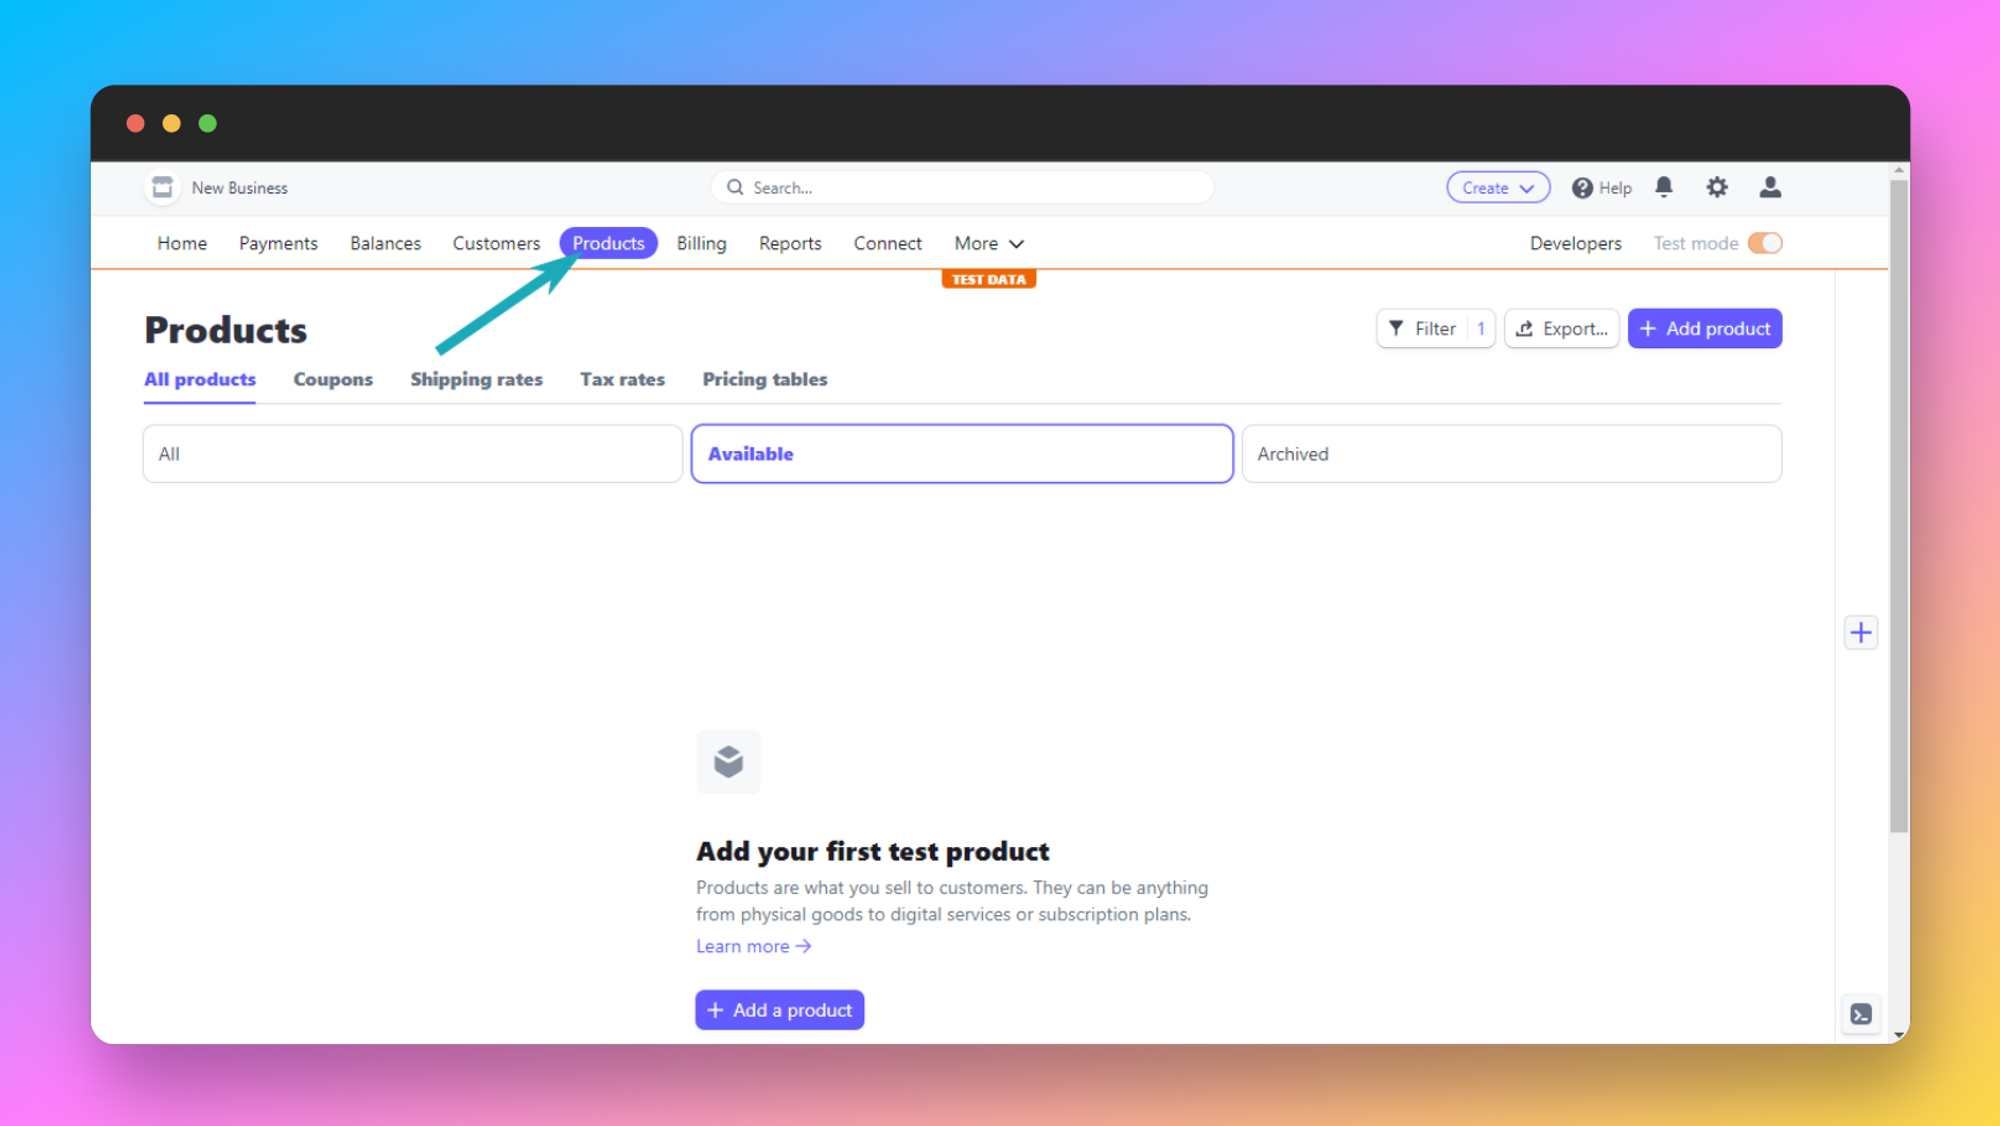 New Business
Search...
Create
Help
Home Payments Balances Customers Products Billing Reports Connect More Developers Test mode
TEST DATA
Products
Filter 1 Export... Add product
All products Coupons Shipping rates Tax rates Pricing tables
All Available Archived
Add your first test product
Products are what you sell to customers. They can be anything
from physical goods to digital services or subscription plans.
Learn more →
+ Add a product